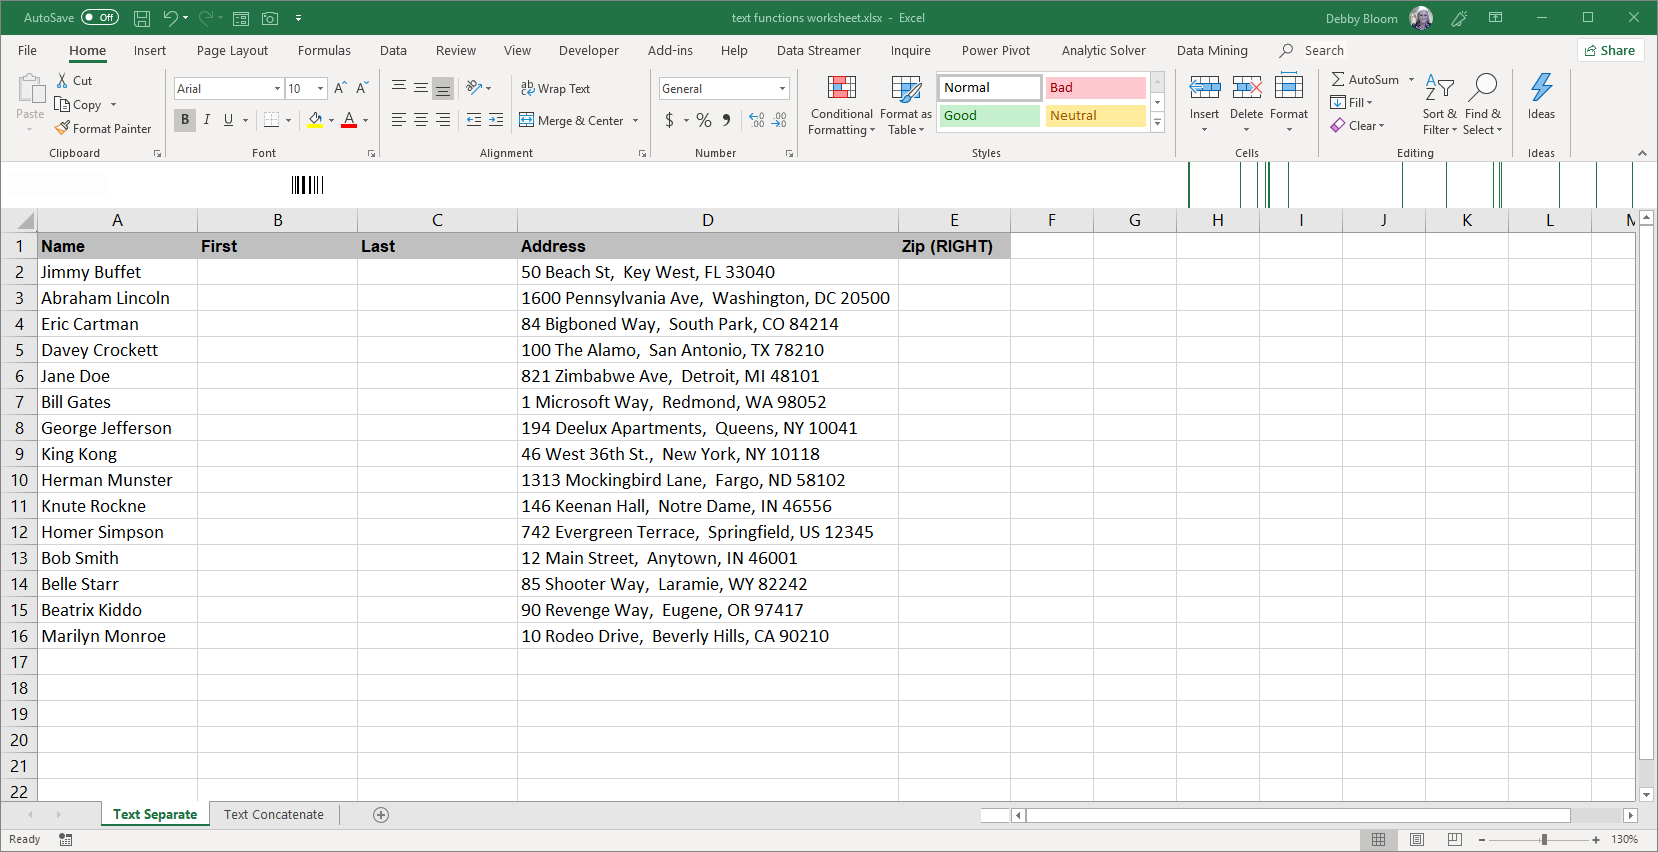 AutoSave Off text functions worksheet.xlsx - Excel Debby Bloom
File Home Insert Page Layout Formulas Data Review View Developer Add-ins Help Data Streamer Inquire Power Pivot Analytic Solver Data Mining Search Share
Paste
Cut
Copy
Format Painter
Clipboard
Arial 10 A A
B I U A
Font
ab Wrap Text
Merge & Center
Alignment
General
$ % , .00 .00
Number
Conditional Formatting
Format as Table
Normal Bad
Good Neutral
Styles
Insert Delete Format
Cells
AutoSum
Fill
Clear
Sort & Filter
Find & Select
Editing
Ideas
Ideas
A B C D E F G H I J K L M
1 Name First Last Address Zip (RIGHT)
2 Jimmy Buffet 50 Beach St,  Key West, FL 33040
3 Abraham Lincoln 1600 Pennsylvania Ave,  Washington, DC 20500
4 Eric Cartman 84 Bigboned Way,  South Park, CO 84214
5 Davey Crockett 100 The Alamo,  San Antonio, TX 78210
6 Jane Doe 821 Zimbabwe Ave,  Detroit, MI 48101
7 Bill Gates 1 Microsoft Way,  Redmond, WA 98052
8 George Jefferson 194 Deelux Apartments,  Queens, NY 10041
9 King Kong 46 West 36th St.,  New York, NY 10118
10 Herman Munster 1313 Mockingbird Lane,  Fargo, ND 58102
11 Knute Rockne 146 Keenan Hall,  Notre Dame, IN 46556
12 Homer Simpson 742 Evergreen Terrace,  Springfield, US 12345
13 Bob Smith 12 Main Street,  Anytown, IN 46001
14 Belle Starr 85 Shooter Way,  Laramie, WY 82242
15 Beatrix Kiddo 90 Revenge Way,  Eugene, OR 97417
16 Marilyn Monroe 10 Rodeo Drive,  Beverly Hills, CA 90210
17
18
19
20
21
22
Text Separate Text Concatenate
Ready 130%